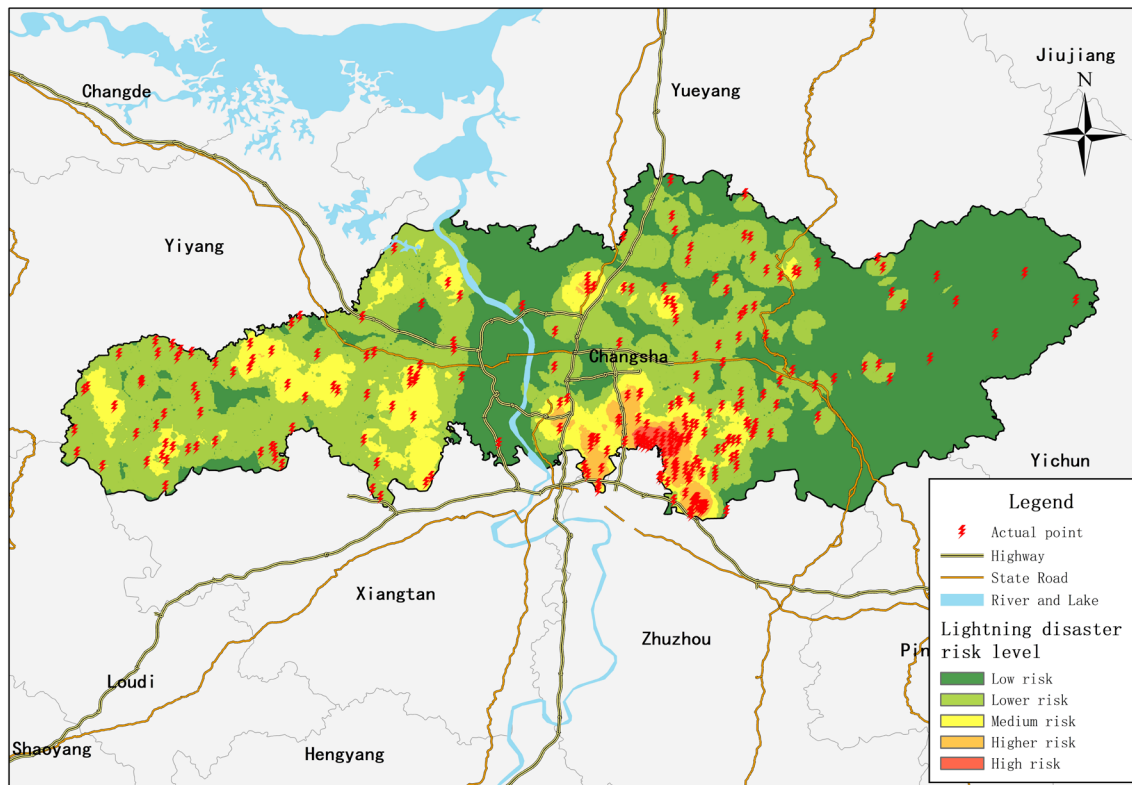 Jiujiang
N
Changde
Yueyang
Yiyang
Changsha
Yichun
Xiangtan
Zhuzhou
Pin
Loudi
Shaoyang
Hengyang
Legend
Actual point
Highway
State Road
River and Lake
Lightning disaster
risk level
Low risk
Lower risk
Medium risk
Higher risk
High risk